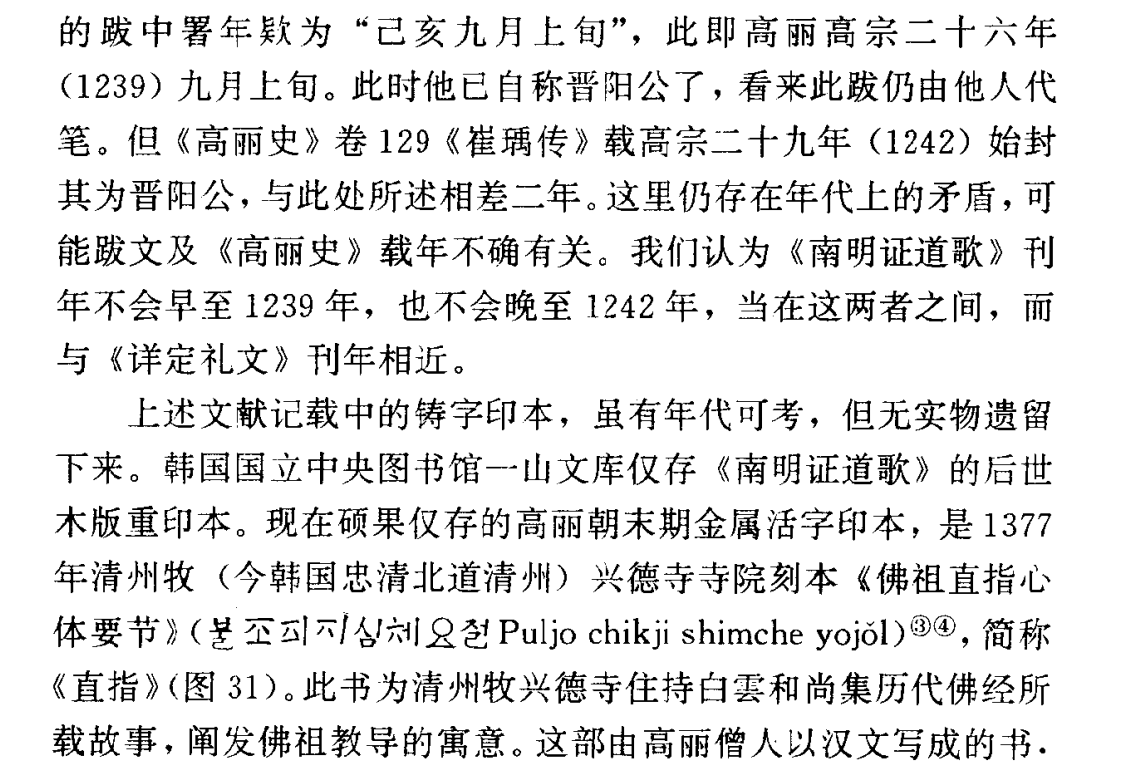 的跋中署年款为“己亥九月上旬”，此即高丽高宗二十六年
（1239）九月上旬。此时他已自称晋阳公了，看来此跋仍由他人代
笔。但《高丽史》卷 129《崔瑀传》载高宗二十九年（1242）始封
其为晋阳公，与此处所述相差二年。这里仍存在年代上的矛盾，可
能跋文及《高丽史》载年不确有关。我们认为《南明证道歌》刊
年不会早至 1239 年，也不会晚至 1242 年，当在这两者之间，而
与《详定礼文》刊年相近。
上述文献记载中的铸字印本，虽有年代可考，但无实物遗留
下来。韩国国立中央图书馆一山文库仅存《南明证道歌》的后世
木版重印本。现在硕果仅存的高丽朝末期金属活字印本，是 1377
年清州牧（今韩国忠清北道清州）兴德寺寺院刻本《佛祖直指心
体要节》（불조직지심체요절 Puljo chikji shimche yojǒl）③④，简称
《直指》（图 31）。此书为清州牧兴德寺住持白雲和尚集历代佛经所
载故事，阐发佛祖教导的寓意。这部由高丽僧人以汉文写成的书．